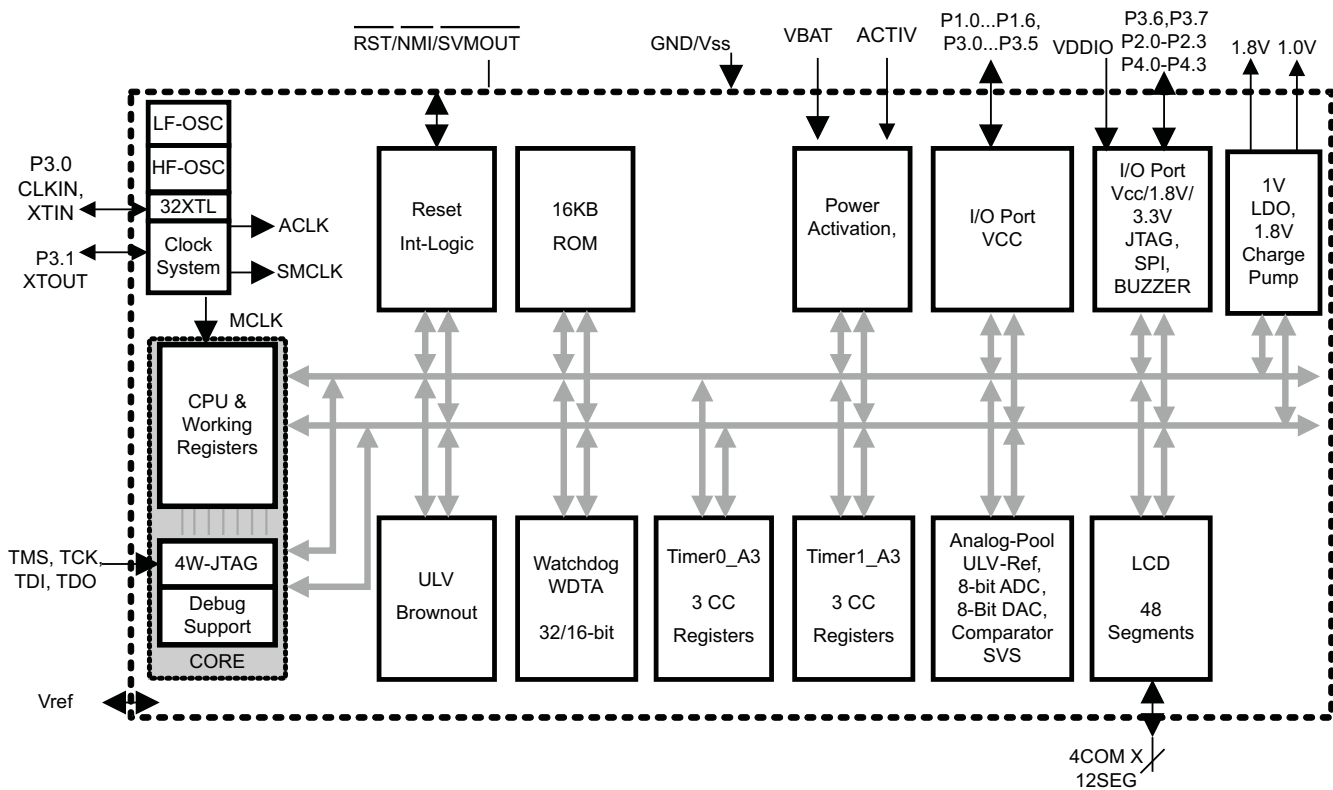 RST/NMI/SVMOUT
GND/Vss
VBAT
ACTIV
P1.0...P1.6,
P3.0...P3.5
VDDIO
P3.6,P3.7
P2.0-P2.3
P4.0-P4.3
1.8V
1.0V
LF-OSC
HF-OSC
32XTL
Clock
System
P3.0
CLKIN,
XTIN
P3.1
XTOUT
ACLK
SMCLK
MCLK
Reset
Int-Logic
16KB
ROM
Power
Activation,
I/O Port
VCC
I/O Port
Vcc/1.8V/
3.3V
JTAG,
SPI,
BUZZER
1V
LDO,
1.8V
Charge
Pump
CPU &
Working
Registers
TMS, TCK,
TDI, TDO
4W-JTAG
Debug
Support
CORE
ULV
Brownout
Watchdog
WDTA
32/16-bit
Timer0_A3
3 CC
Registers
Timer1_A3
3 CC
Registers
Analog-Pool
ULV-Ref,
8-bit ADC,
8-Bit DAC,
Comparator
SVS
LCD
48
Segments
Vref
4COM X
12SEG